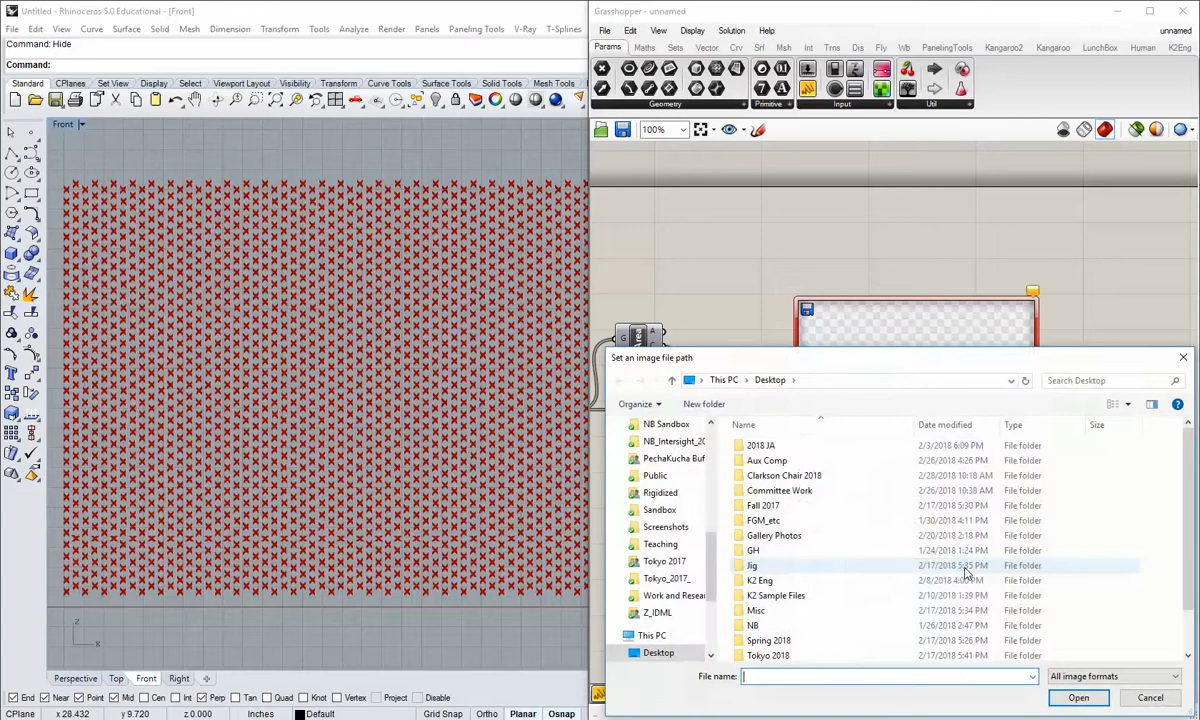 Untitled - Rhinoceros 5.0 Educational - [Front]
File Edit View Curve Surface Solid Mesh Dimension Transform Tools Analyze Render Panels V-Ray T-Splines
Command: Hide
Command:
Standard CPlanes Set View Display Select Viewport Layout Visibility Transform Curve Tools Surface Tools Solid Tools Mesh Tools
Front
z
x
Perspective Top Front Right
End Near Point Mid Cen Int Perp Tan Quad Knot Vertex Project Disable
CPlane x 28.432 y 9.720 z 0.000 Inches Default Grid Snap Ortho Planar Osnap
Grasshopper - unnamed
File Edit View Display Solution Help unnamed
Params Maths Sets Vector Crv Srf Msh Int Trns Dis Fly Wb PanelingTools Kangaroo2 Kangaroo LunchBox Human K2Eng
Geometry Primitive Input Util
100%
G Area A
Set an image file path
This PC Desktop
Search Desktop
Organize New folder
NB Sandbox
NB_Intersight_20
PechaKucha Buf
Public
Rigidized
Sandbox
Screenshots
Teaching
Tokyo 2017
Tokyo_2017_
Work and Resea
Z_IDML
This PC
Desktop
Name Date modified Type Size
2018 JA 2/3/2018 6:09 PM File folder
Aux Comp 2/26/2018 4:26 PM File folder
Clarkson Chair 2018 2/28/2018 10:18 AM File folder
Committee Work 2/26/2018 10:38 AM File folder
Fall 2017 2/17/2018 5:30 PM File folder
FGM_etc 1/30/2018 4:11 PM File folder
Gallery Photos 2/20/2018 2:18 PM File folder
GH 1/24/2018 1:24 PM File folder
Jig 2/17/2018 5:35 PM File folder
K2 Eng 2/8/2018 PM File folder
K2 Sample Files 2/10/2018 1:39 PM File folder
Misc 2/17/2018 5:34 PM File folder
NB 1/26/2018 2:47 PM File folder
Spring 2018 2/17/2018 5:26 PM File folder
Tokyo 2018 2/17/2018 5:41 PM File folder
File name: All image formats
Open Cancel